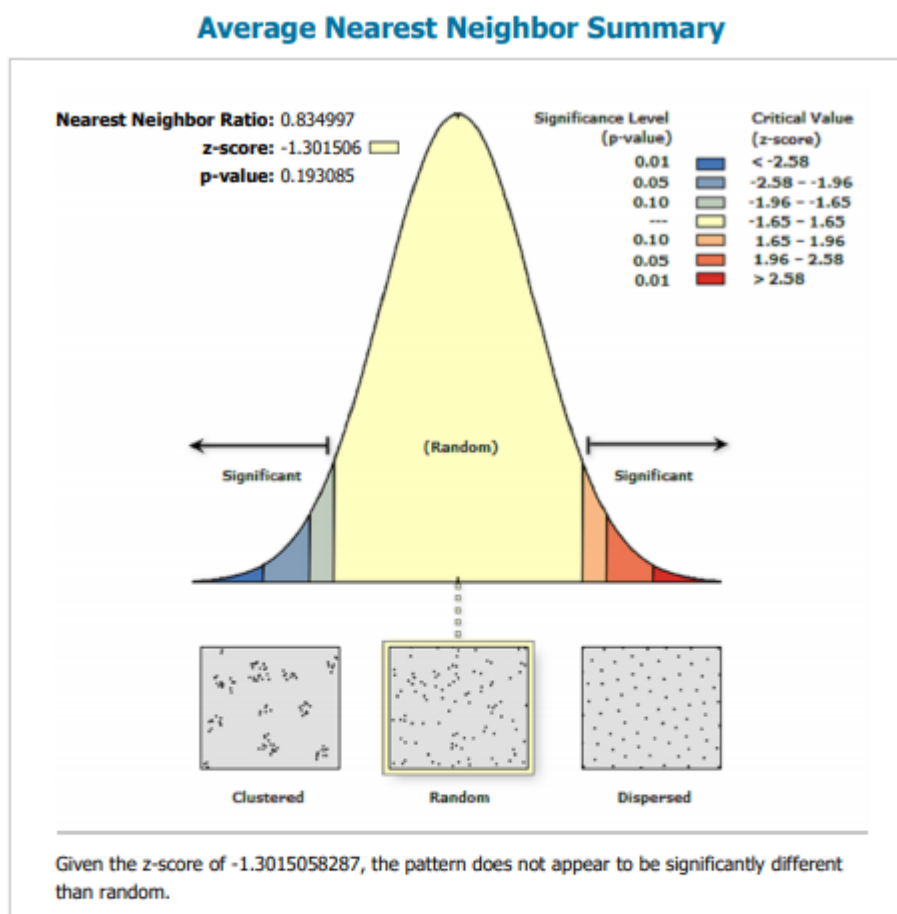 Average Nearest Neighbor Summary
Nearest Neighbor Ratio: 0.834997
z-score: -1.301506
p-value: 0.193085
Significance Level
(p-value)
Critical Value
(z-score)
0.01 < -2.58
0.05 -2.58 – -1.96
0.10 -1.96 – -1.65
--- -1.65 – 1.65
0.10 1.65 – 1.96
0.05 1.96 – 2.58
0.01 > 2.58
(Random)
Significant
Significant
Clustered
Random
Dispersed
Given the z-score of -1.3015058287, the pattern does not appear to be significantly different
than random.